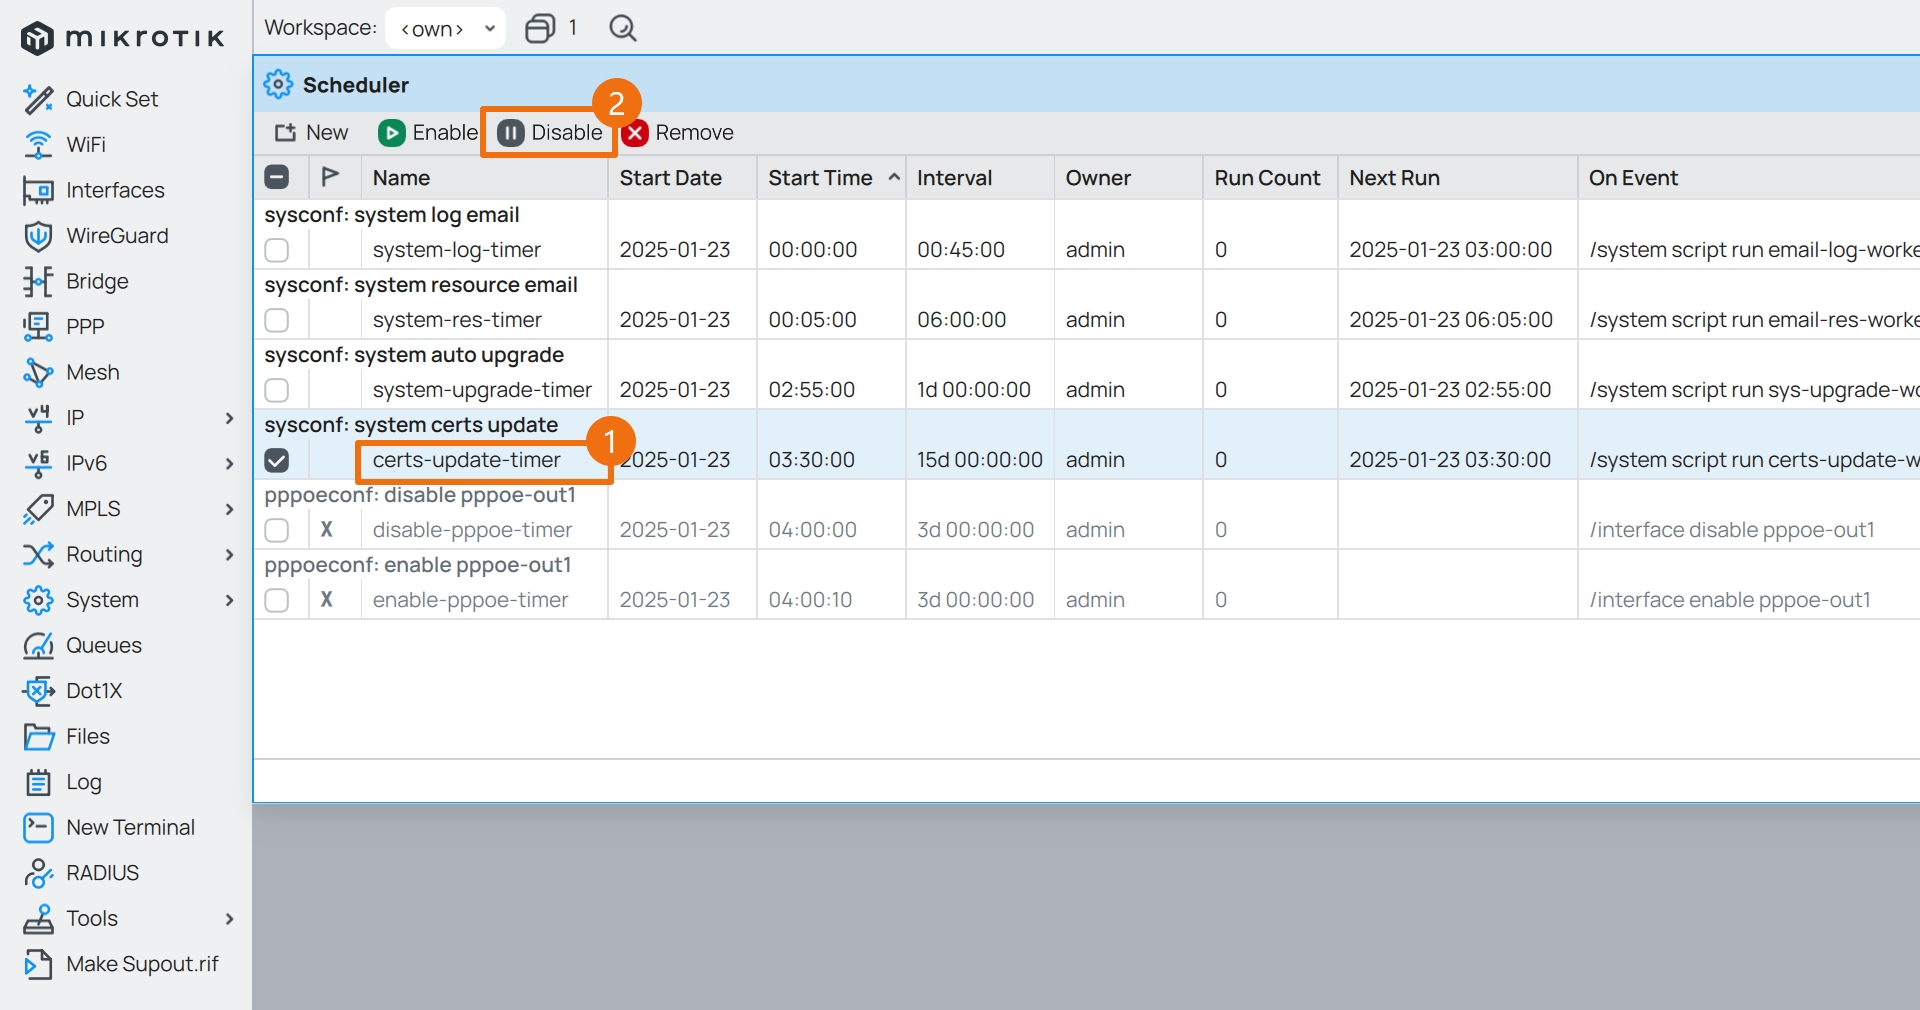 mikrotik
Workspace: <own> 1
Quick Set
WiFi
Interfaces
WireGuard
Bridge
PPP
Mesh
IP
IPv6
MPLS
Routing
System
Queues
Dot1X
Files
Log
New Terminal
RADIUS
Tools
Make Supout.rif
Scheduler
2
New Enable Disable Remove
Name Start Date Start Time Interval Owner Run Count Next Run On Event
sysconf: system log email
system-log-timer 2025-01-23 00:00:00 00:45:00 admin 0 2025-01-23 03:00:00 /system script run email-log-worke
sysconf: system resource email
system-res-timer 2025-01-23 00:05:00 06:00:00 admin 0 2025-01-23 06:05:00 /system script run email-res-worke
sysconf: system auto upgrade
system-upgrade-timer 2025-01-23 02:55:00 1d 00:00:00 admin 0 2025-01-23 02:55:00 /system script run sys-upgrade-wo
sysconf: system certs update
1
certs-update-timer 2025-01-23 03:30:00 15d 00:00:00 admin 0 2025-01-23 03:30:00 /system script run certs-update-w
pppoeconf: disable pppoe-out1
X disable-pppoe-timer 2025-01-23 04:00:00 3d 00:00:00 admin 0 /interface disable pppoe-out1
pppoeconf: enable pppoe-out1
X enable-pppoe-timer 2025-01-23 04:00:10 3d 00:00:00 admin 0 /interface enable pppoe-out1